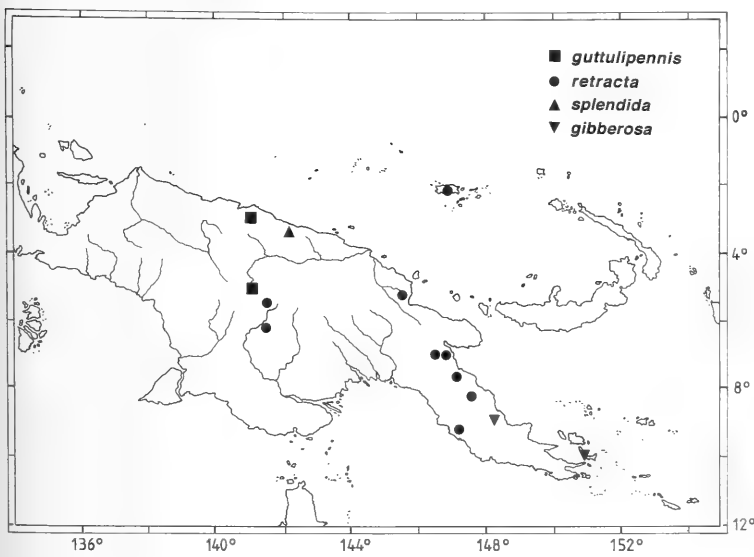 guttulipennis
retracta
splendida
gibberosa
0°
4°
8°
12°
136° 140° 144° 148° 152°